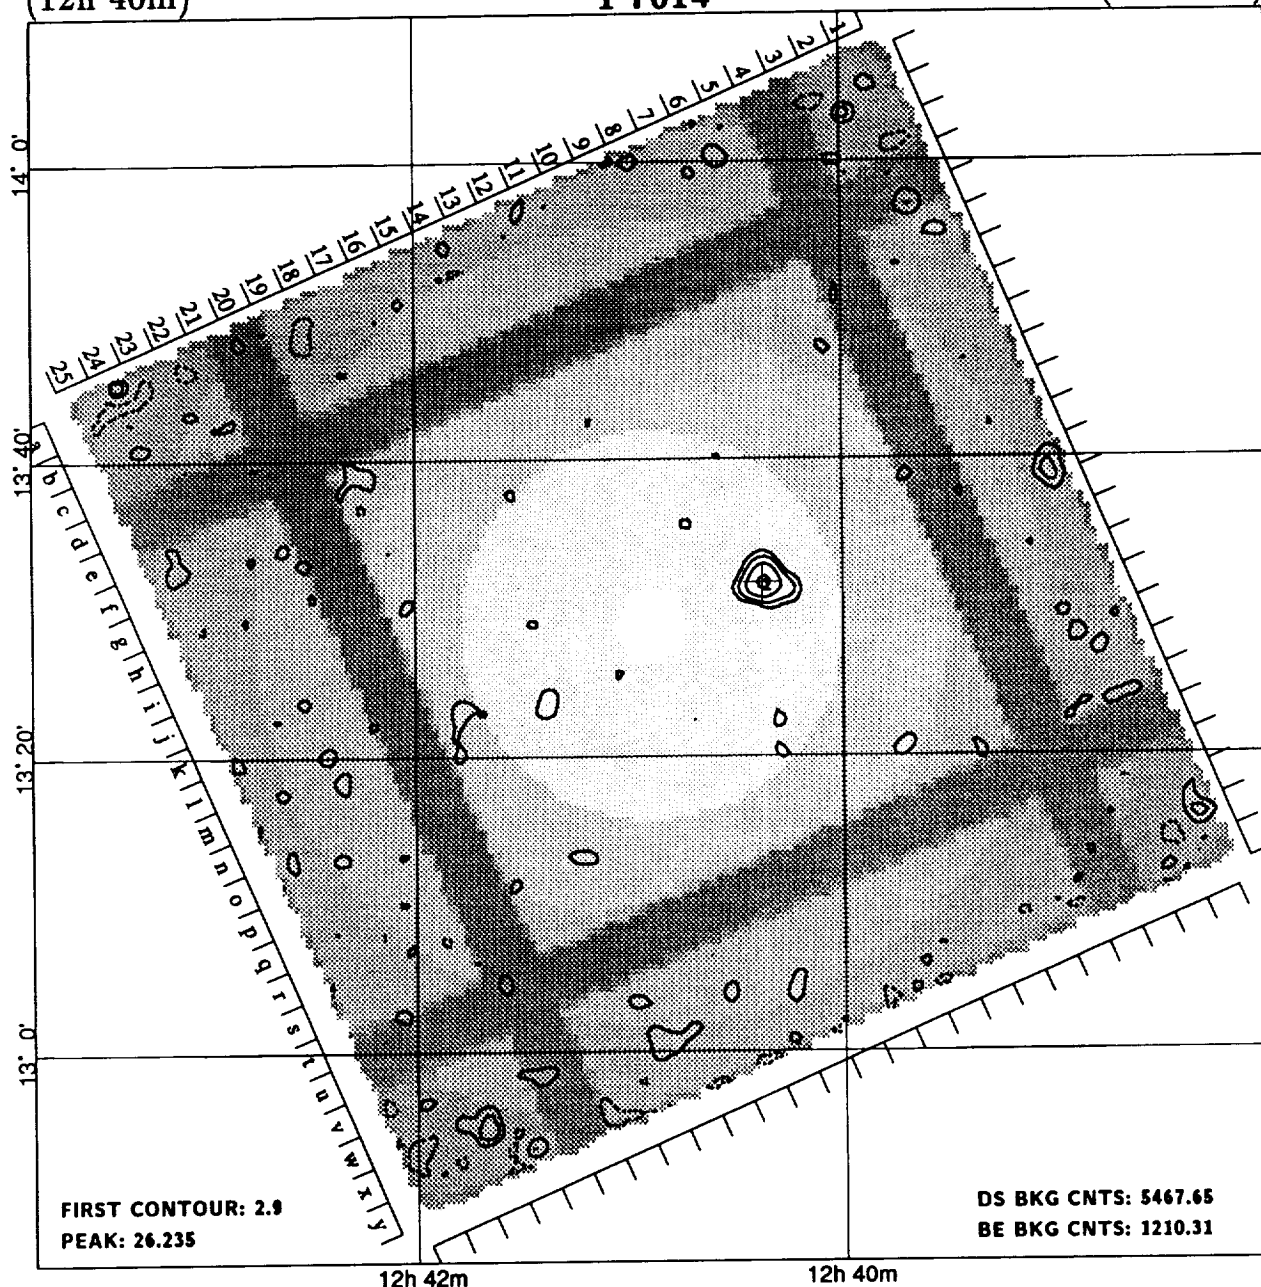 (12h 40m)
I 7014
1
2
3
4
5
6
7
8
9
10
11
12
13
14
15
16
17
18
19
20
21
22
23
24
25
14° 0'
13° 40'
13° 20'
13° 0'
a
b
c
d
e
f
g
h
i
j
k
l
m
n
o
p
q
r
s
t
u
v
w
x
y
FIRST CONTOUR: 2.9
PEAK: 26.235
DS BKG CNTS: 5467.65
BE BKG CNTS: 1210.31
12h 42m
12h 40m